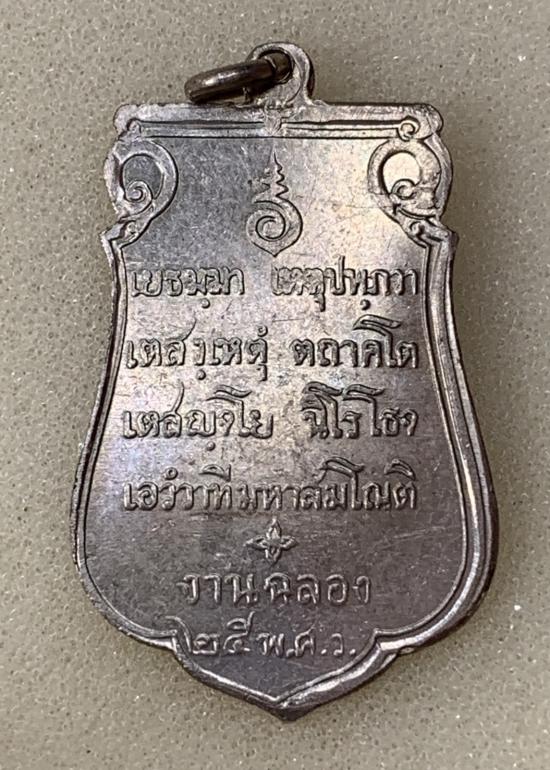 เยธมฺมา เหตุปพฺภวา
เตสํ เหตุํ ตถาคโต
เตสญฺจโย นิโรโธจ
เอวํวาทีมหาสมโณติ
งานฉลอง
๒๕ พ.ศ.ว.